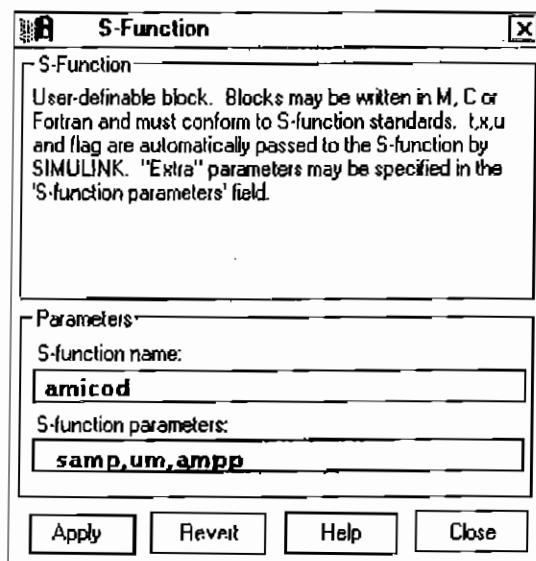 S-Function
S-Function
User-definable block. Blocks may be written in M, C or
Fortran and must conform to S-function standards. t,x,u
and flag are automatically passed to the S-function by
SIMULINK. "Extra" parameters may be specified in the
'S-function parameters' field.
Parameters
S-function name:
amicod
S-function parameters:
samp,um,ampp
Apply
Revert
Help
Close